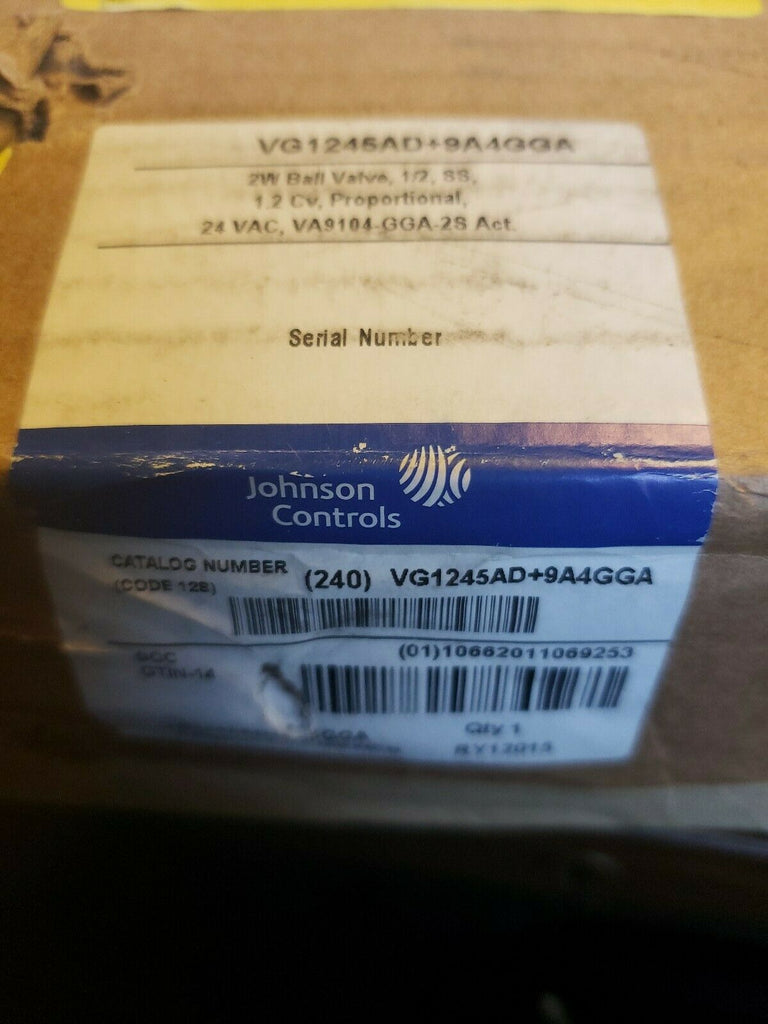 VG1245AD+9A4GGA
2W Ball Valve, 1/2, SS,
1.2 Cv, Proportional,
24 VAC, VA9104-GGA-2S Act.
Serial Number
Johnson
Controls
CATALOG NUMBER
(CODE 128)
(240) VG1245AD+9A4GGA
SCC
GTIN-14
(01)10662011069253
Qty 1